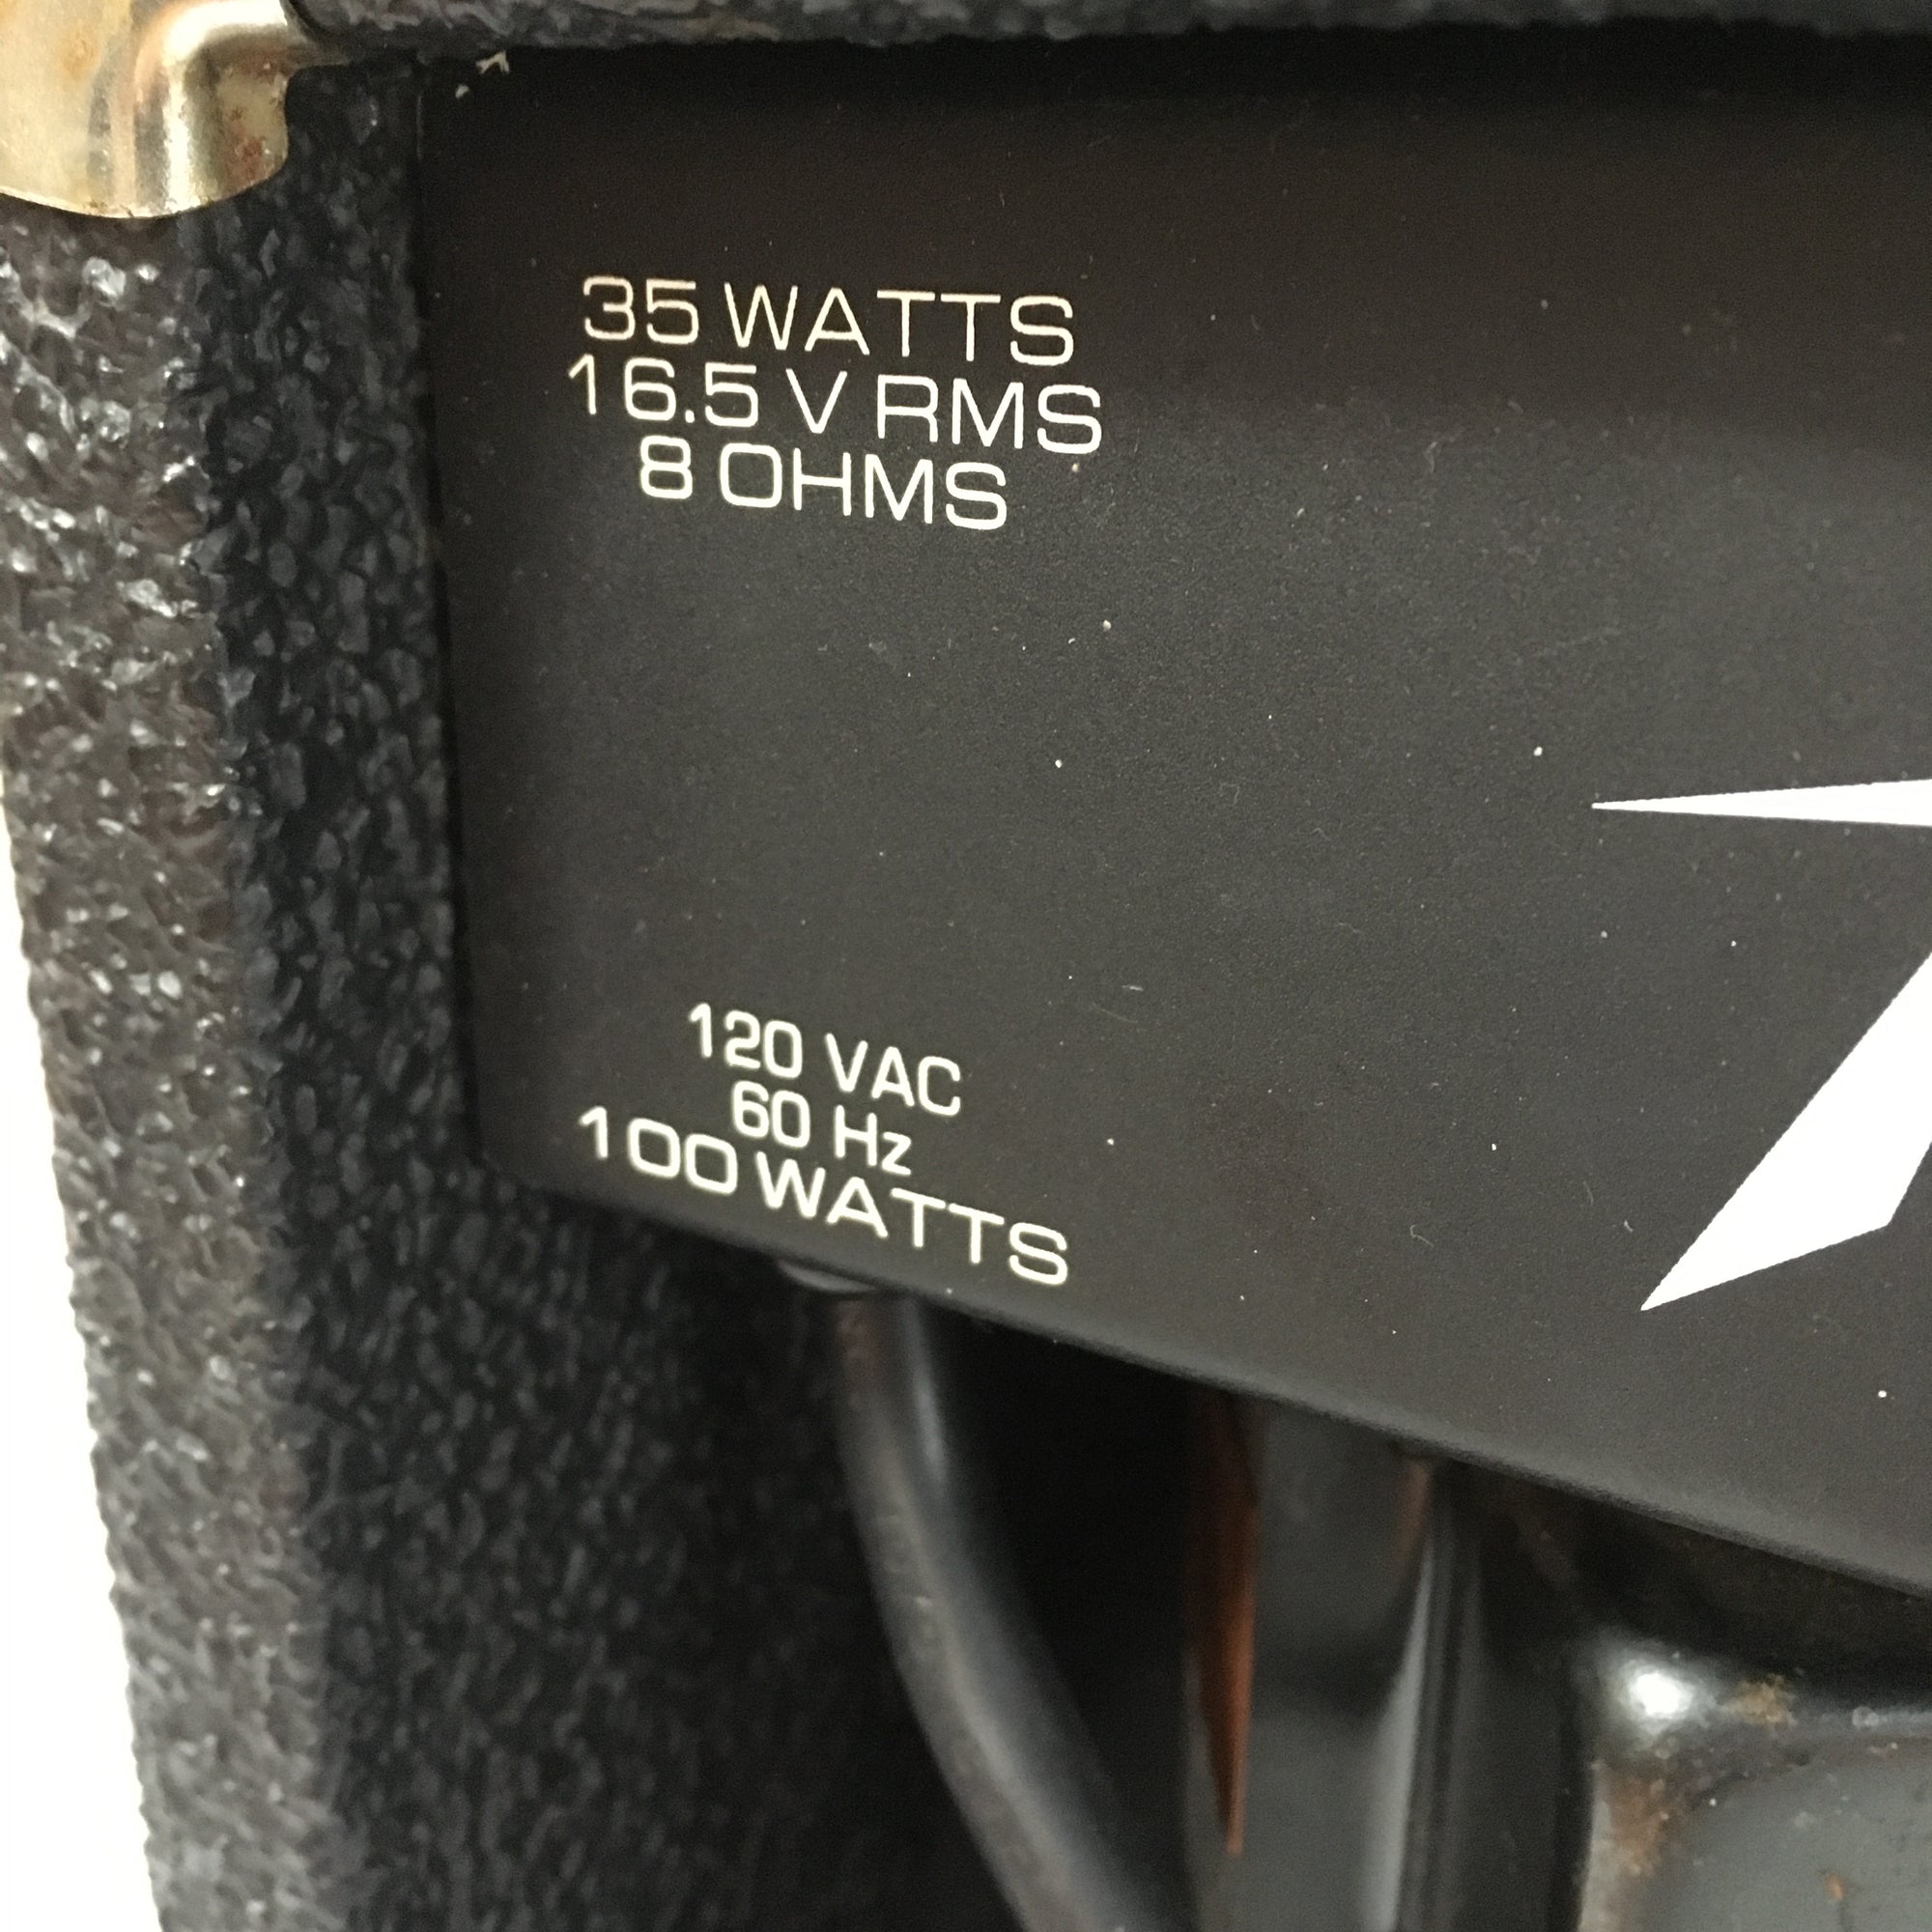 35 WATTS
16.5 V RMS
8 OHMS
120 VAC
60 Hz
100 WATTS